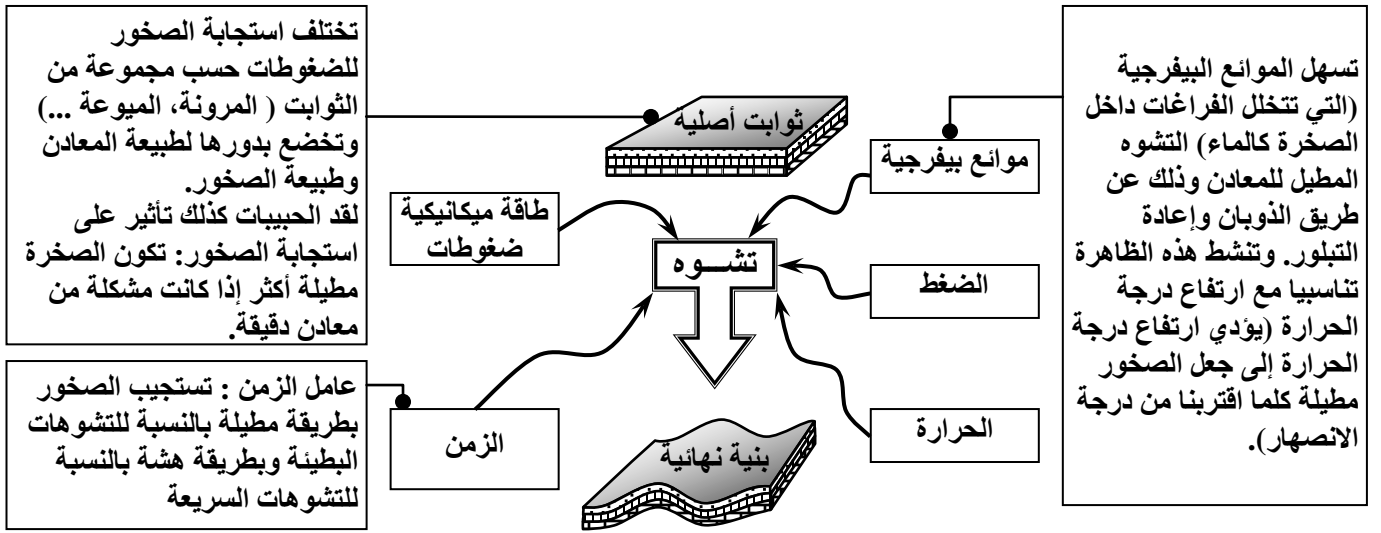 تسهل الموائع البيفرجية
(التي تتخلل الفراغات داخل
الصخرة كالماء) التشوه
المطيل للمعادن وذلك عن
طريق الذوبان وإعادة
التبلور. وتنشط هذه الظاهرة
تناسبيا مع ارتفاع درجة
الحرارة (يؤدي ارتفاع درجة
الحرارة إلى جعل الصخور
مطيلة كلما اقتربنا من درجة
الانصهار).
ثوابت أصلية
موائع بيفرجية
طاقة ميكانيكية
ضغوطات
تشـــوه
الضغط
الحرارة
الزمن
بنية نهائية
تختلف استجابة الصخور
للضغوطات حسب مجموعة من
الثوابت ( المرونة، الميوعة ...)
وتخضع بدورها لطبيعة المعادن
وطبيعة الصخور.
لقد الحبيبات كذلك تأثير على
استجابة الصخور: تكون الصخرة
مطيلة أكثر إذا كانت مشكلة من
معادن دقيقة.
عامل الزمن : تستجيب الصخور
بطريقة مطيلة بالنسبة للتشوهات
البطيئة وبطريقة هشة بالنسبة
للتشوهات السريعة